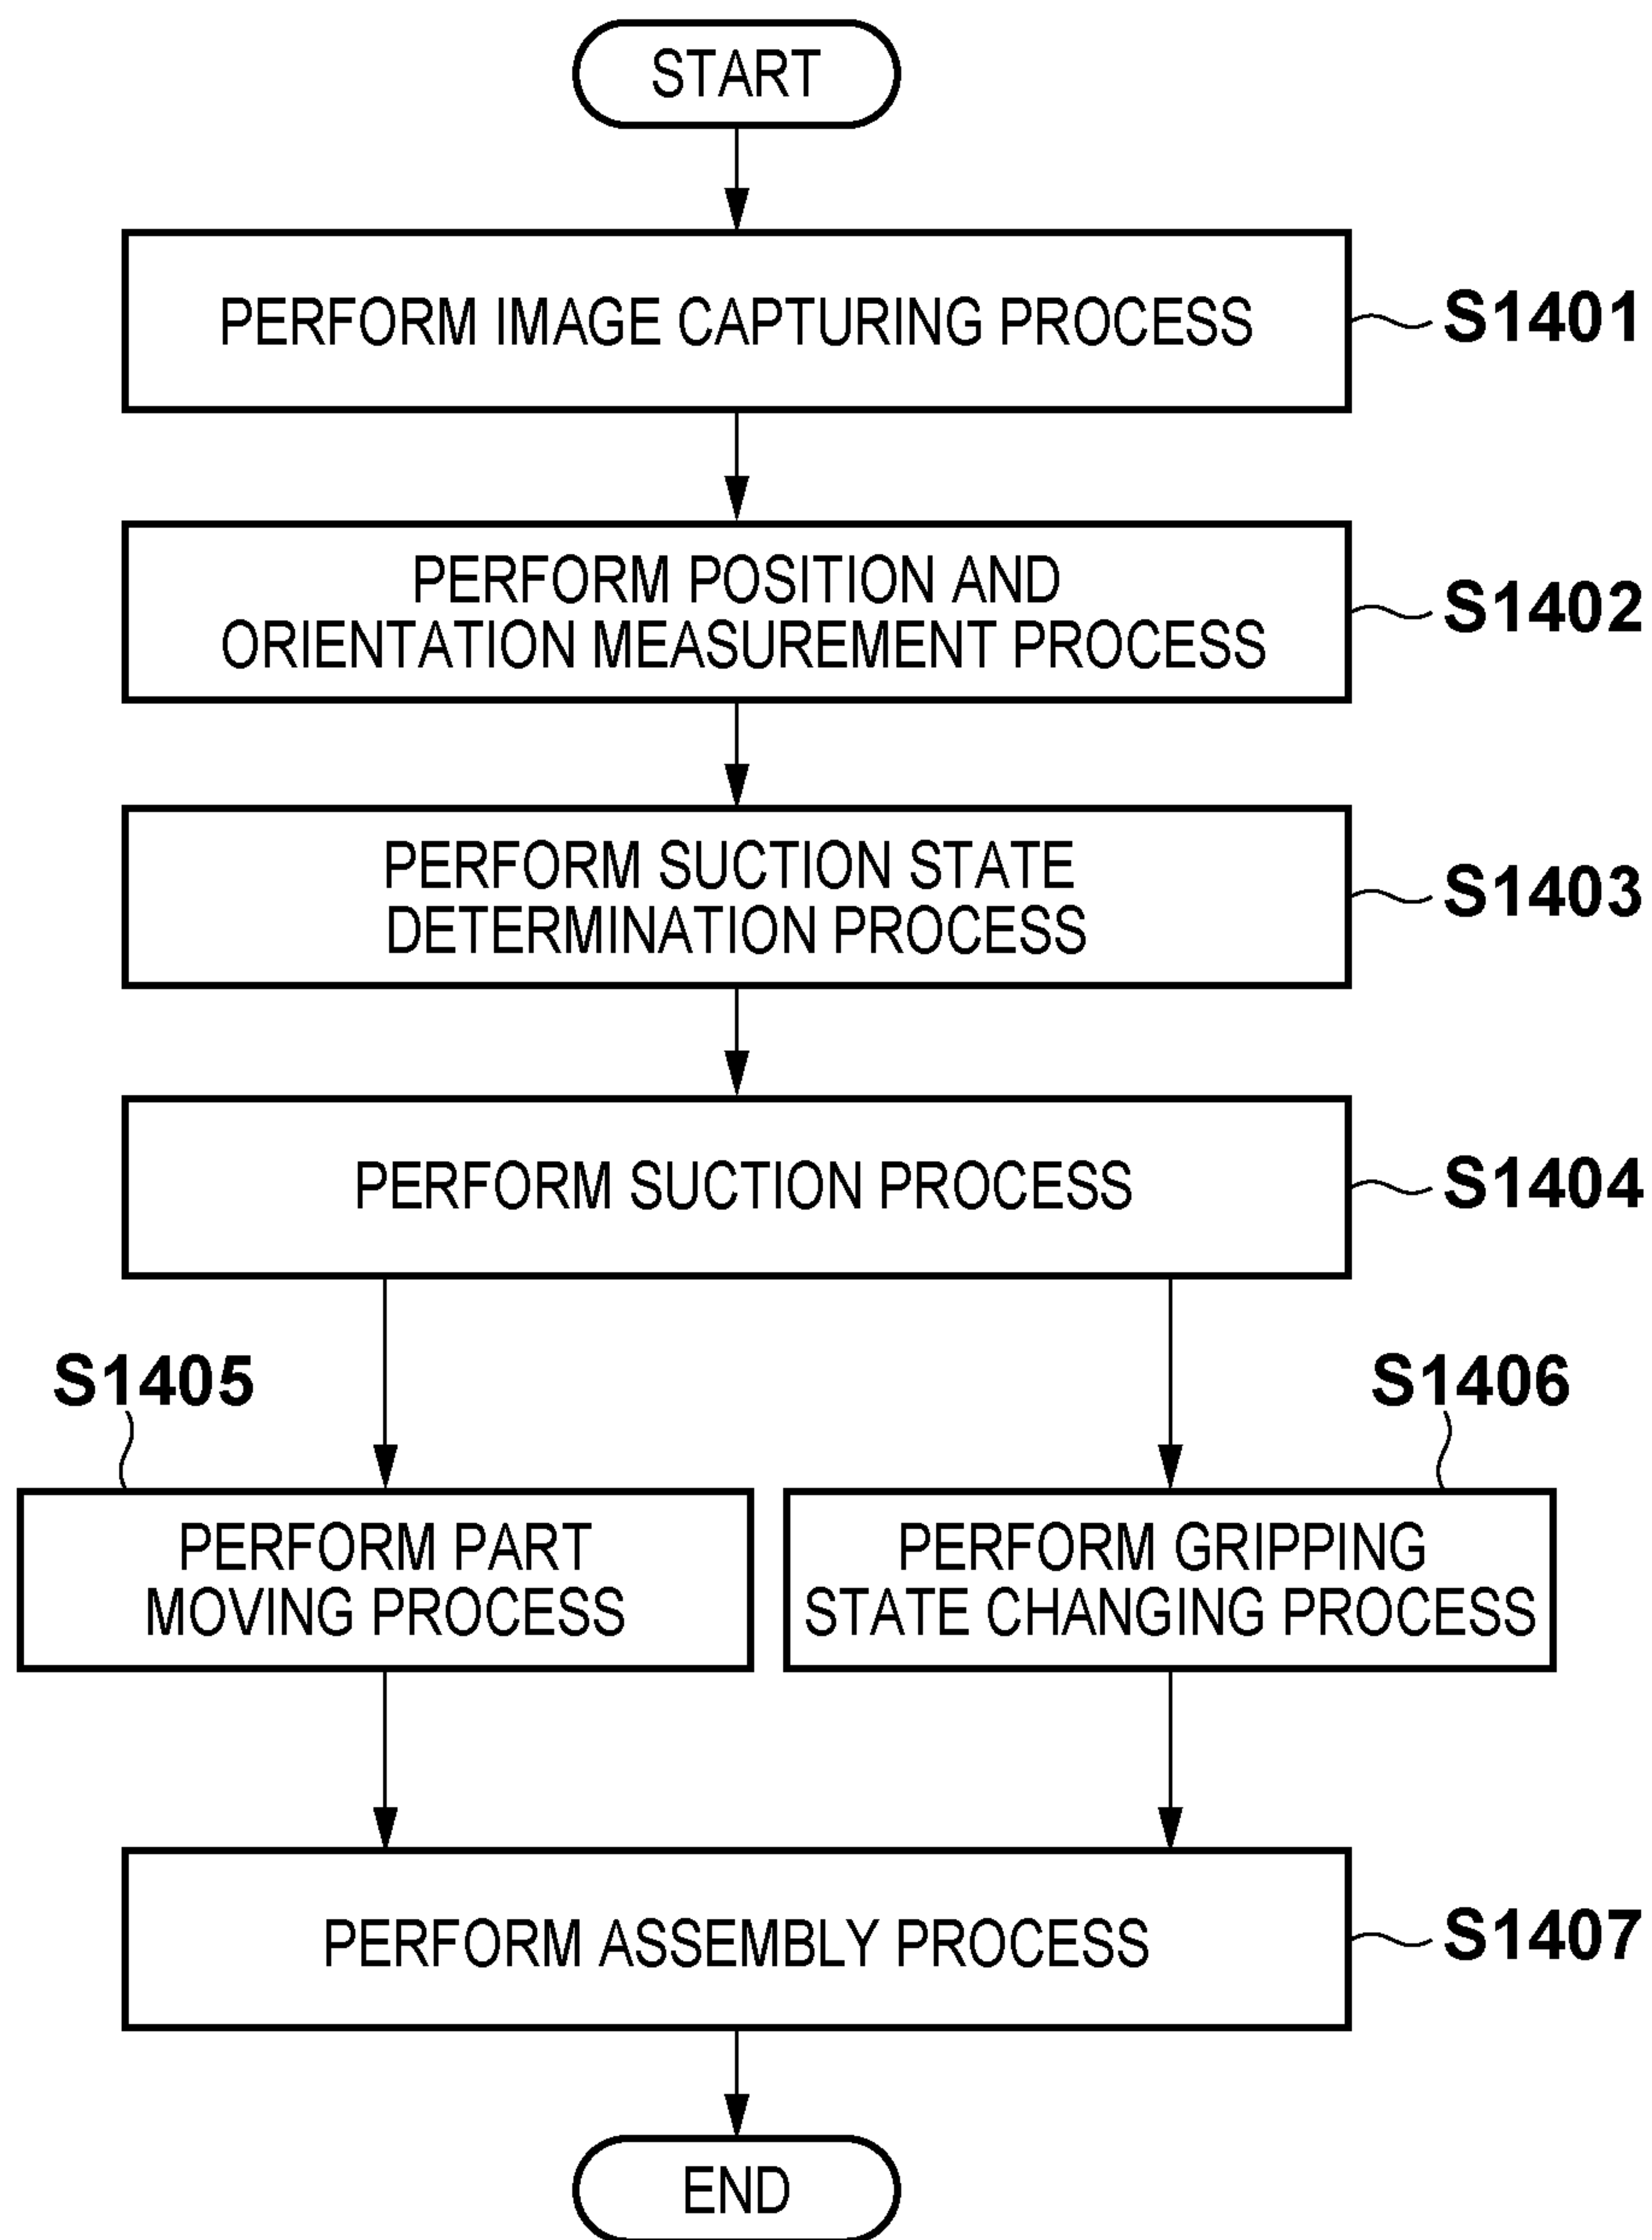 START
PERFORM IMAGE CAPTURING PROCESS
S1401
PERFORM POSITION AND
ORIENTATION MEASUREMENT PROCESS
S1402
PERFORM SUCTION STATE
DETERMINATION PROCESS
S1403
PERFORM SUCTION PROCESS
S1404
S1405
PERFORM PART
MOVING PROCESS
S1406
PERFORM GRIPPING
STATE CHANGING PROCESS
PERFORM ASSEMBLY PROCESS
S1407
END